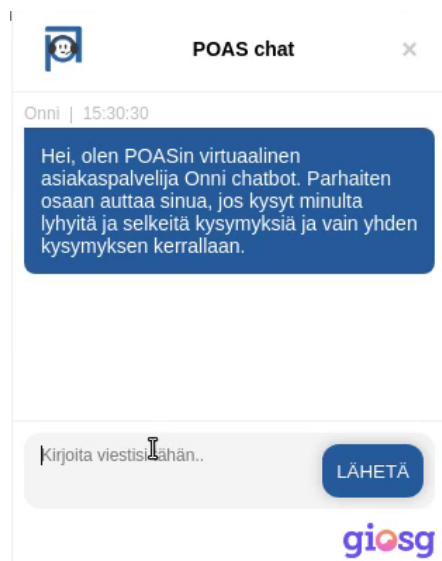 POAS chat
×
Onni | 15:30:30
Hei, olen POASin virtuaalinen
asiakaspalvelija Onni chatbot. Parhaiten
osaan auttaa sinua, jos kysyt minulta
lyhyitä ja selkeitä kysymyksiä ja vain yhden
kysymyksen kerrallaan.
Kirjoita viestisi tähän..
LÄHETÄ
giosg